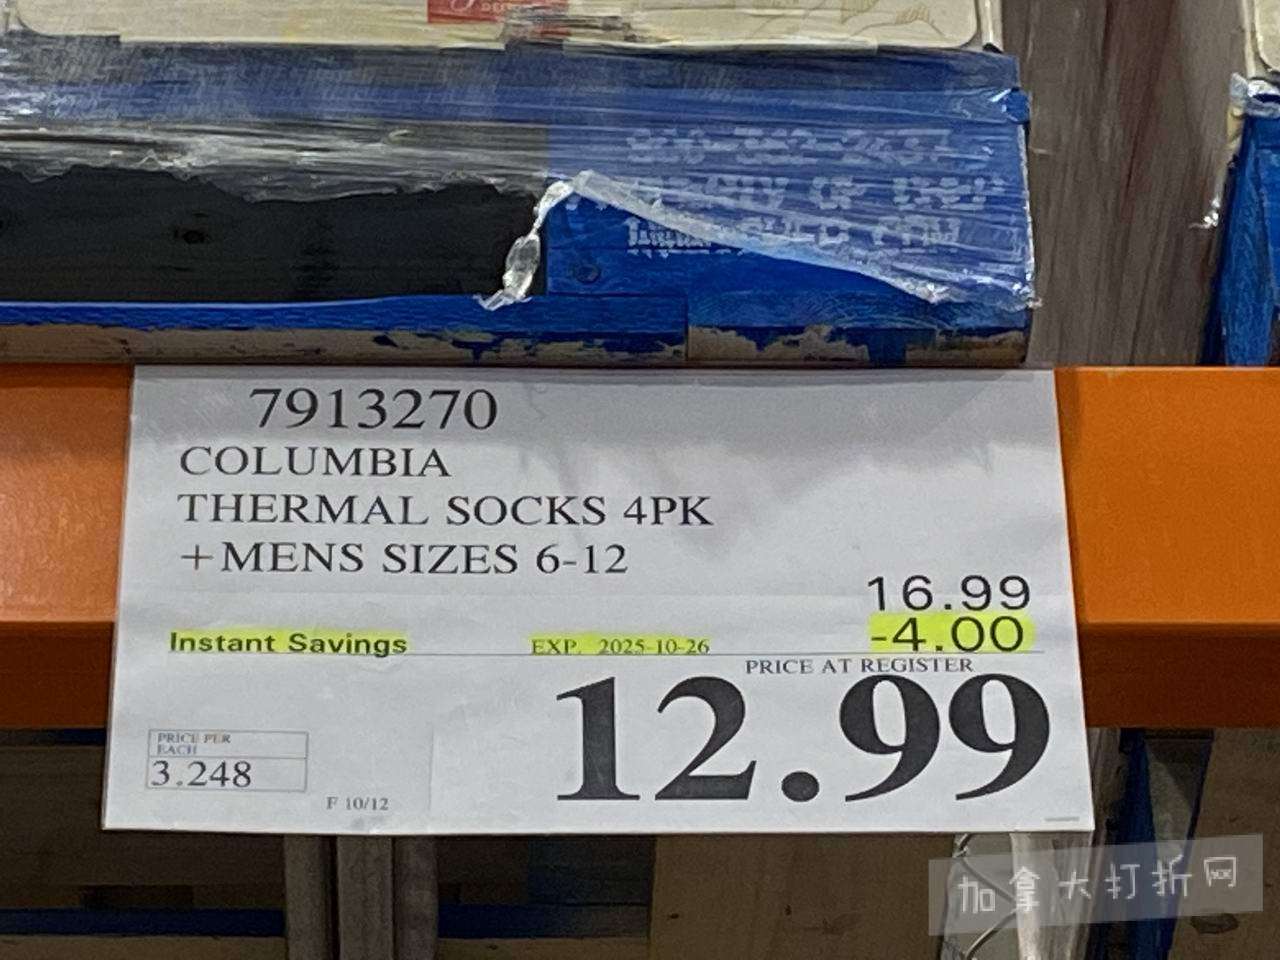 7913270
COLUMBIA
THERMAL SOCKS 4PK
+MENS SIZES 6-12
16.99
Instant Savings EXP. 2025-10-26 -4.00
PRICE AT REGISTER
12.99
PRICE PER
EACH
3.248
F 10/12
加拿大打折网